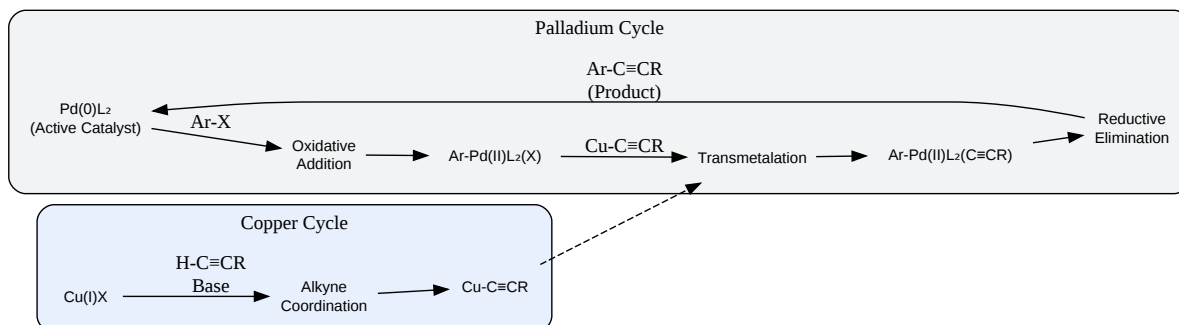 Palladium Cycle
Ar-C≡CR
(Product)
Pd(0)L₂
(Active Catalyst)
Ar-X
Oxidative
Addition
Ar-Pd(II)L₂(X)
Cu-C≡CR
Transmetalation
Ar-Pd(II)L₂(C≡CR)
Reductive
Elimination
Copper Cycle
H-C≡CR
Base
Cu(I)X
Alkyne
Coordination
Cu-C≡CR